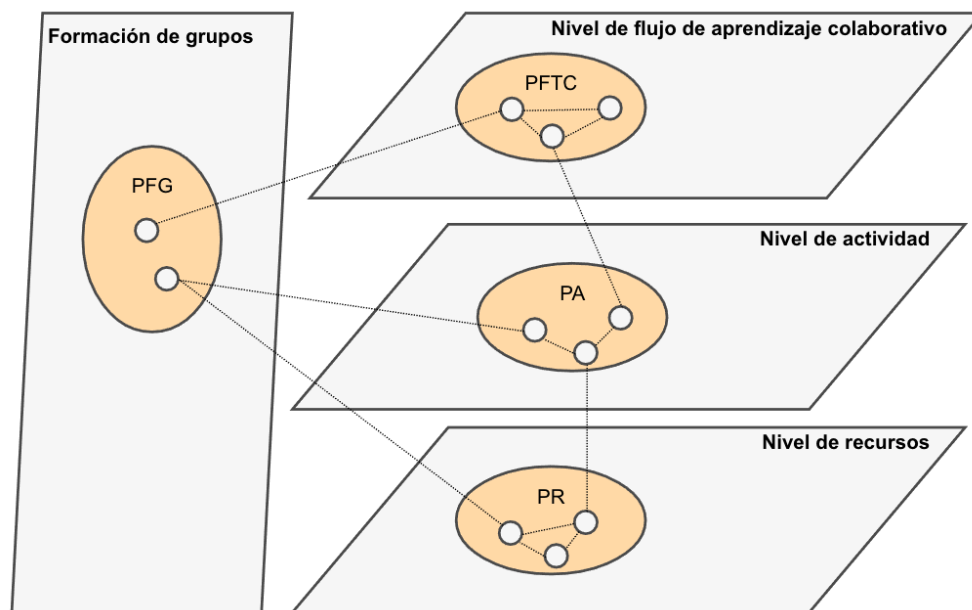 Formación de grupos
Nivel de flujo de aprendizaje colaborativo
PFTC
PFG
Nivel de actividad
PA
Nivel de recursos
PR